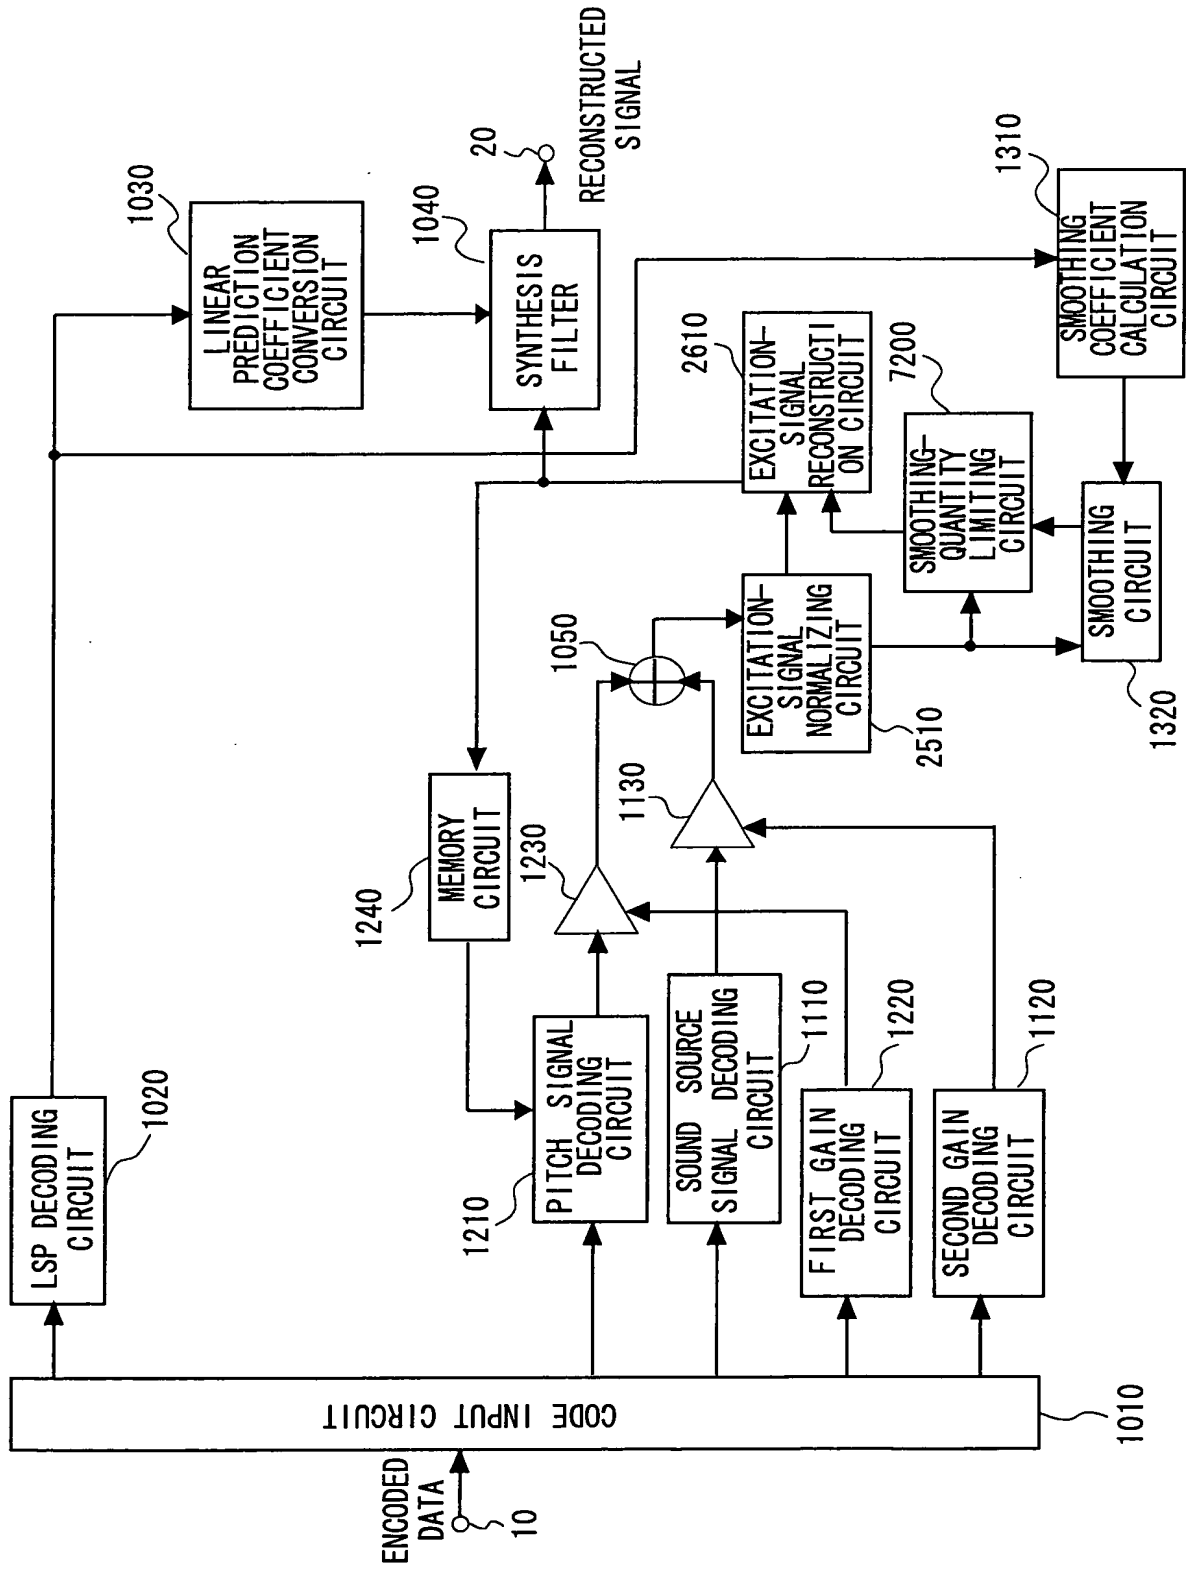 ENCODED
DATA
10
CODE INPUT CIRCUIT
1010
LSP DECODING
CIRCUIT
1020
LINEAR
PREDICTION
COEFFICIENT
CONVERSION
CIRCUIT
1030
SYNTHESIS
FILTER
1040
20
RECONSTRUCTED
SIGNAL
MEMORY
CIRCUIT
1240
PITCH SIGNAL
DECODING
CIRCUIT
1210
1230
SOUND SOURCE
SIGNAL DECODING
CIRCUIT
1110
1130
1050
FIRST GAIN
DECODING
CIRCUIT
1220
SECOND GAIN
DECODING
CIRCUIT
1120
EXCITATION-
SIGNAL
NORMALIZING
CIRCUIT
2510
EXCITATION-
SIGNAL
RECONSTRUCTI
ON CIRCUIT
2610
SMOOTHING-
QUANTITY
LIMITING
CIRCUIT
7200
SMOOTHING
CIRCUIT
1320
SMOOTHING
COEFFICIENT
CALCULATION
CIRCUIT
1310